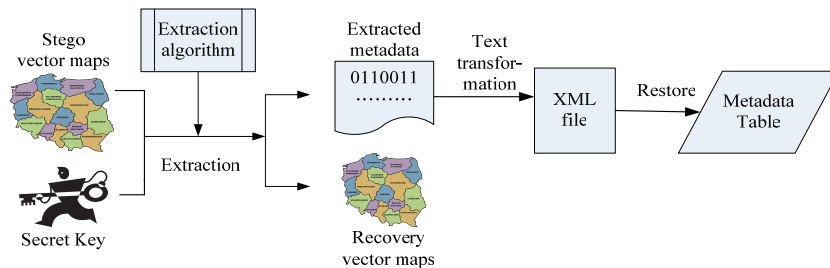 Stego
vector maps
Extraction
algorithm
Extraction
Secret Key
Extracted
metadata
0110011
.........
Recovery
vector maps
Text
transfor-
mation
XML
file
Restore
Metadata
Table